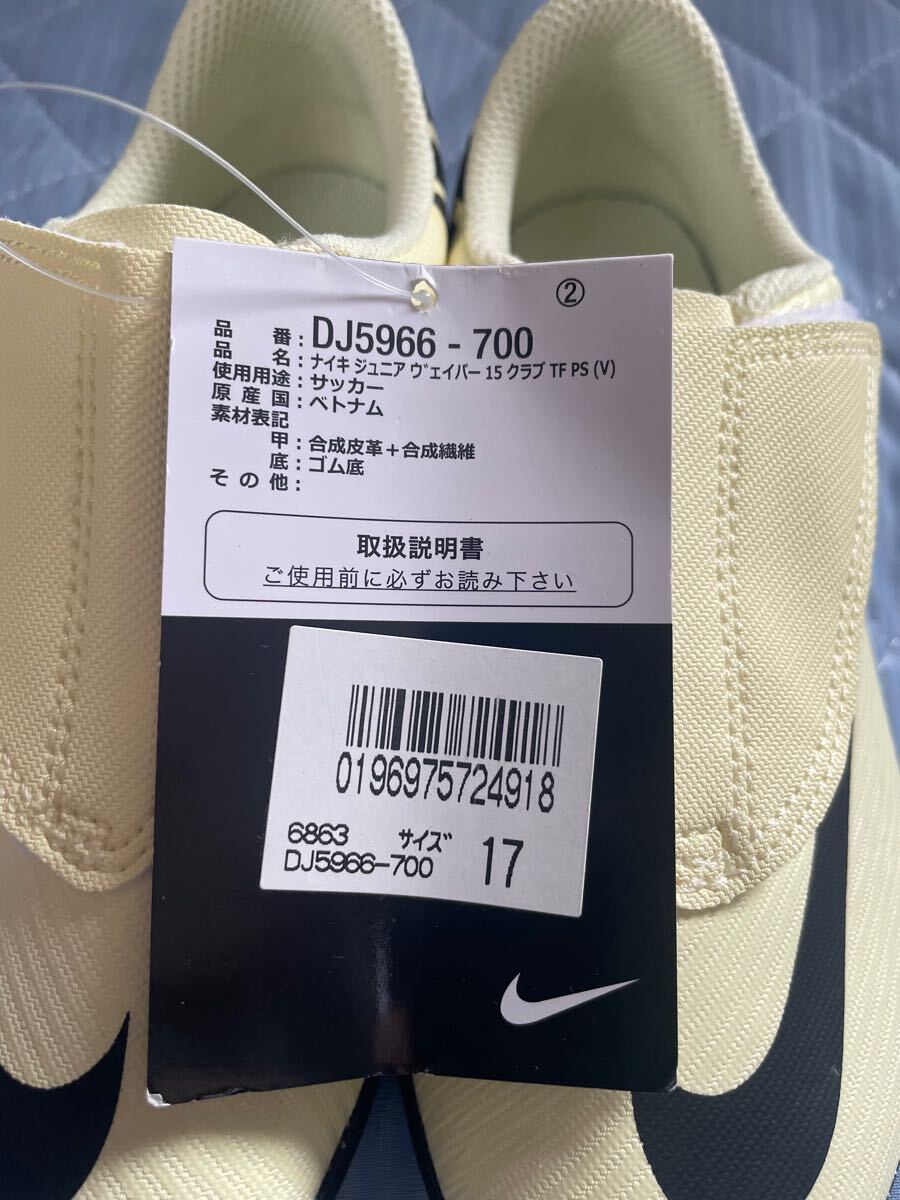 ②
品番：DJ5966 - 700
品名：ナイキ ジュニア ヴェイパー 15 クラブ TF PS (V)
使用用途：サッカー
原産国：ベトナム
素材表記
甲：合成皮革＋合成繊維
底：ゴム底
その他：
取扱説明書
ご使用前に必ずお読み下さい
0196975724918
6863 サイズ 17
DJ5966-700